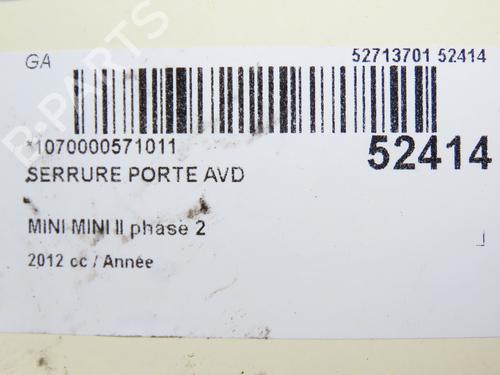 GA
52713701 52414
*1070000571011
52414
SERRURE PORTE AVD
MINI MINI II phase 2
2012 cc / Année
B-PARTS